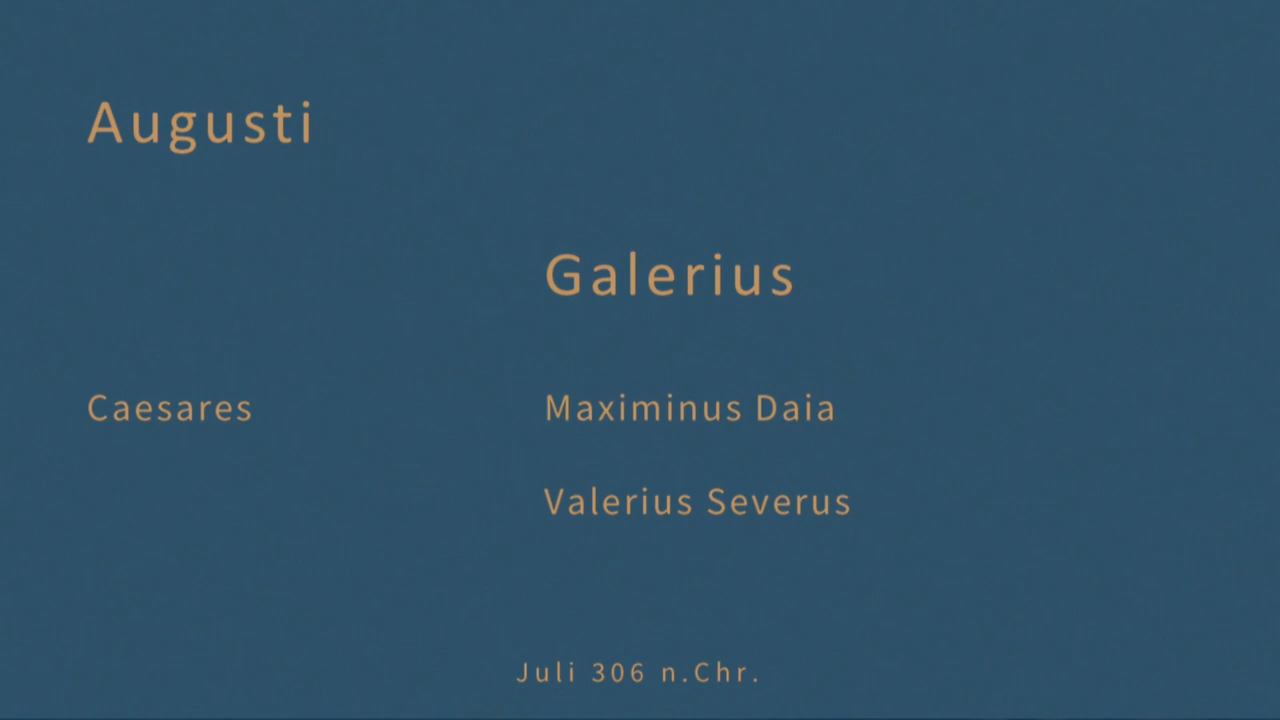 Augusti
Galerius
Caesares
Maximinus Daia
Valerius Severus
Juli 306 n.Chr.